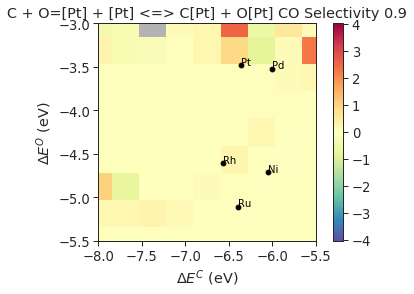 C + O=[Pt] + [Pt] <=> C[Pt] + O[Pt] CO Selectivity 0.9
−3.0
−3.5
−4.0
−4.5
−5.0
−5.5
ΔE^O (eV)
Pt
Pd
Rh
Ni
Ru
−8.0 −7.5 −7.0 −6.5 −6.0 −5.5
ΔE^C (eV)
4
3
2
1
0
−1
−2
−3
−4